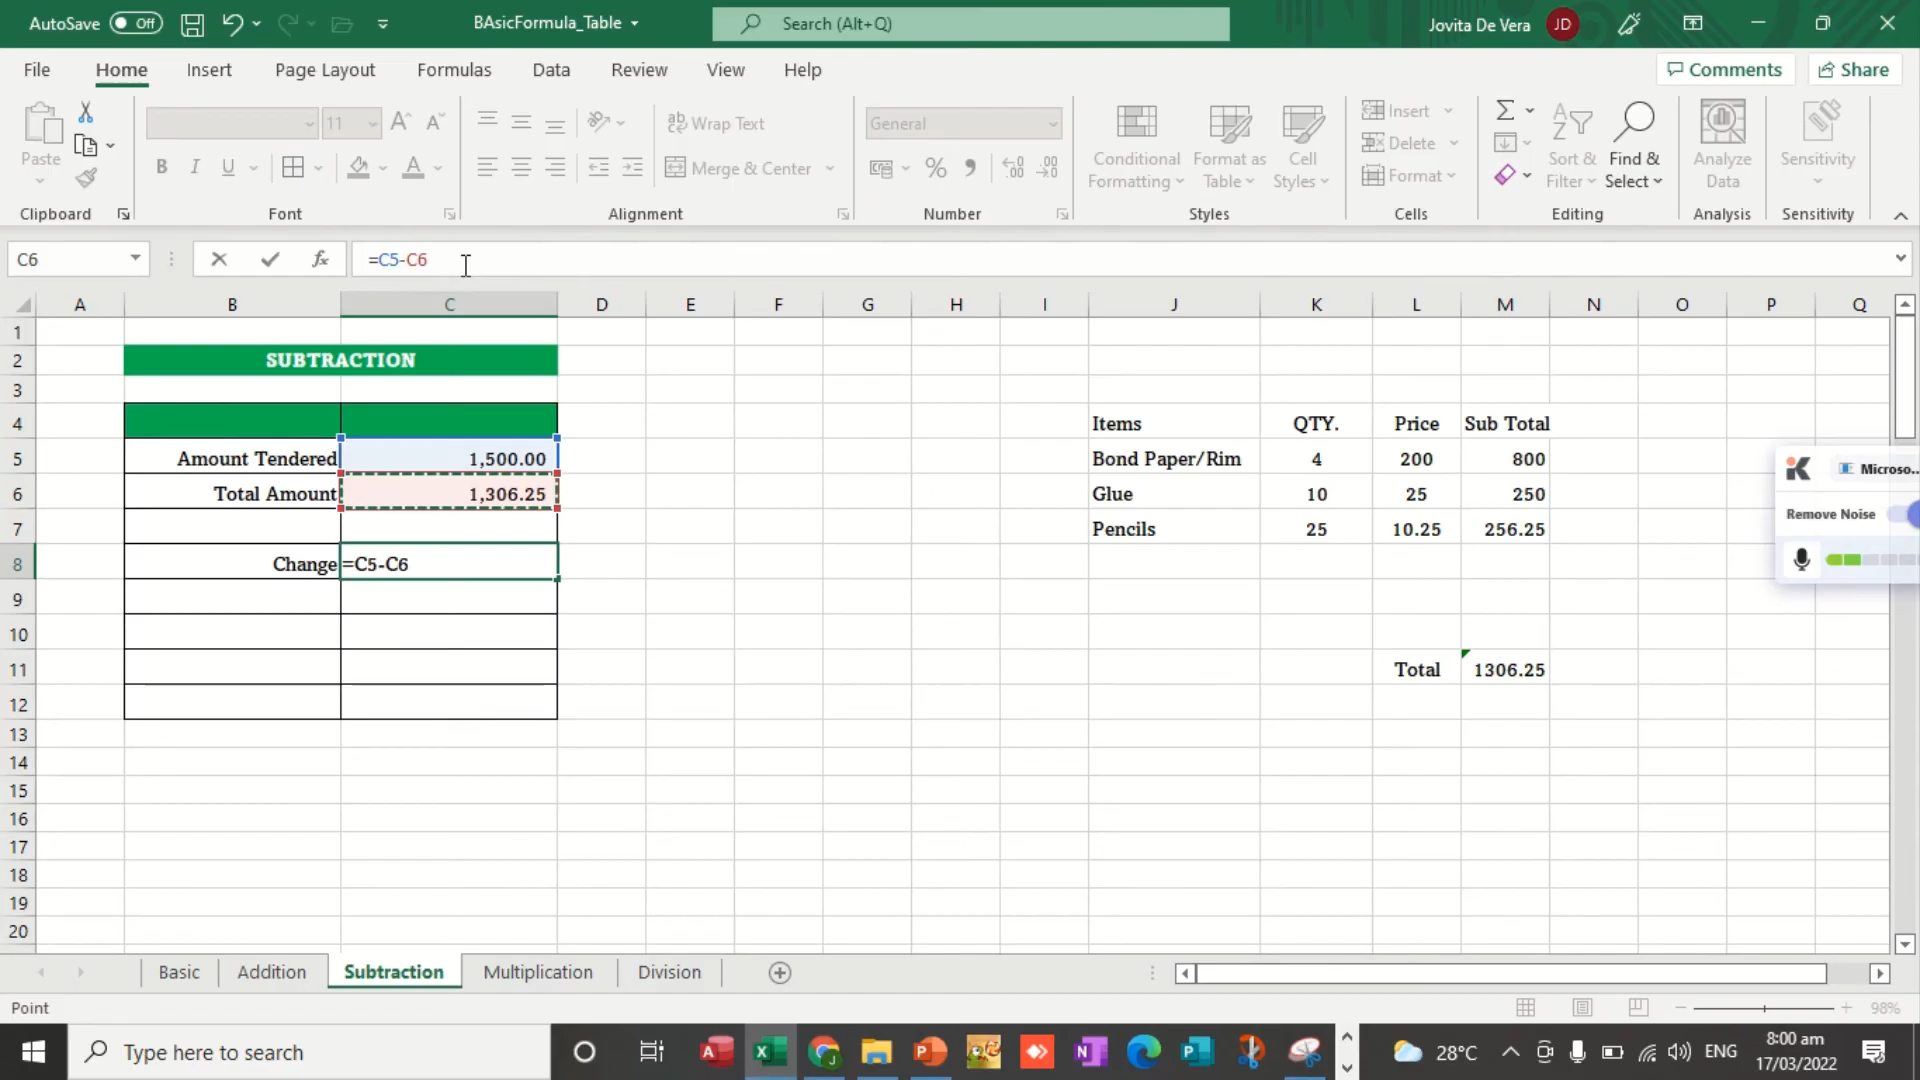 AutoSave Off BAsicFormula_Table Search (Alt+Q) Jovita De Vera JD
File Home Insert Page Layout Formulas Data Review View Help Comments Share
Paste
Clipboard
11
B I U A
Font
ab Wrap Text
Merge & Center
Alignment
General
%
Number
Conditional Formatting
Format as Table
Cell Styles
Styles
Insert
Delete
Format
Cells
Sort & Filter
Find & Select
Editing
Analyze Data
Analysis
Sensitivity
Sensitivity
C6 fx =C5-C6
A B C D E F G H I J K L M N O P Q
1
2 SUBTRACTION
3
4 Items QTY. Price Sub Total
5 Amount Tendered 1,500.00 Bond Paper/Rim 4 200 800
6 Total Amount 1,306.25 Glue 10 25 250
7 Pencils 25 10.25 256.25
8 Change =C5-C6
9
10
11 Total 1306.25
12
13
14
15
16
17
18
19
20
Microso...
Remove Noise
Basic Addition Subtraction Multiplication Division
Point 98%
Type here to search 28°C ENG 8:00 am
17/03/2022